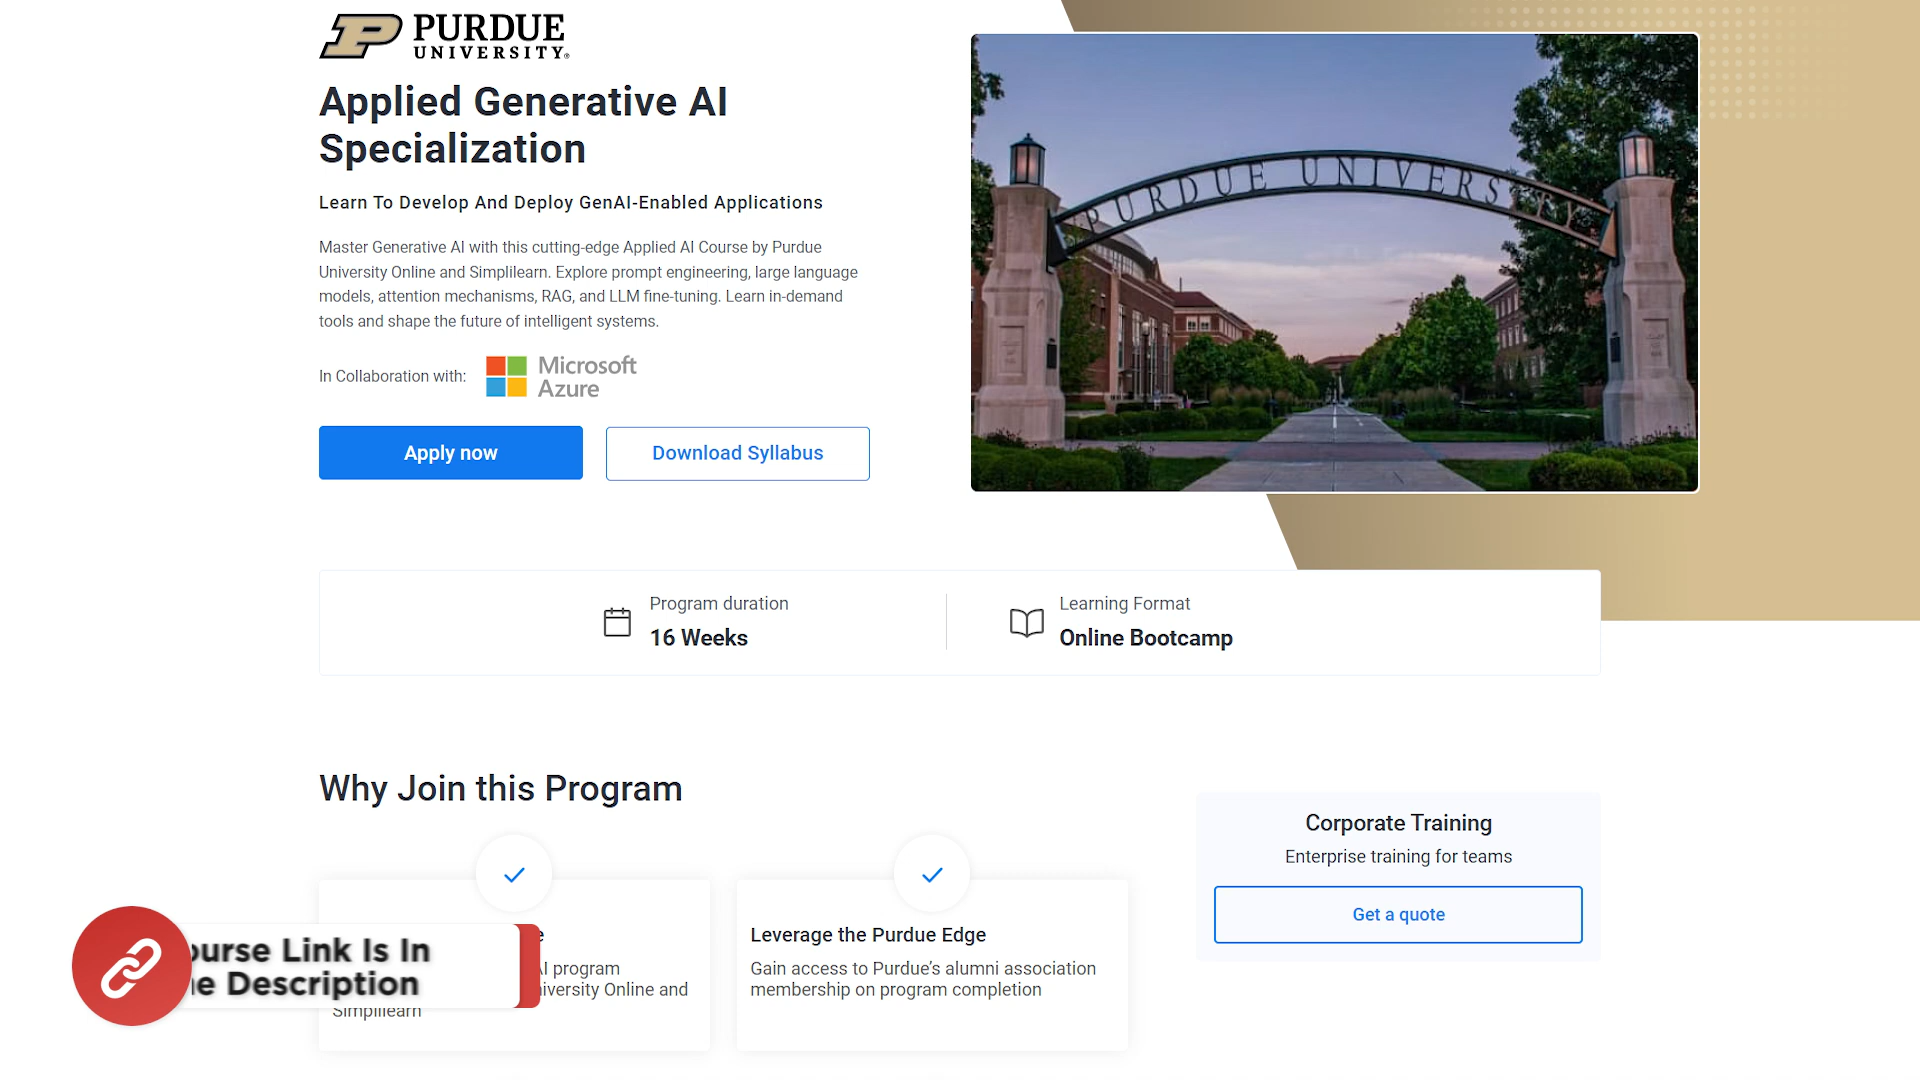 PURDUE
UNIVERSITY®
Applied Generative AI
Specialization
Learn To Develop And Deploy GenAI-Enabled Applications
Master Generative AI with this cutting-edge Applied AI Course by Purdue
University Online and Simplilearn. Explore prompt engineering, large language
models, attention mechanisms, RAG, and LLM fine-tuning. Learn in-demand
tools and shape the future of intelligent systems.
In Collaboration with:
Microsoft
Azure
Apply now
Download Syllabus
PURDUE UNIVERSITY
Program duration
16 Weeks
Learning Format
Online Bootcamp
Why Join this Program
Leverage the Purdue Edge
Gain access to Purdue’s alumni association
membership on program completion
AI program
Online and
Simplilearn
Link Is In
Description
Corporate Training
Enterprise training for teams
Get a quote